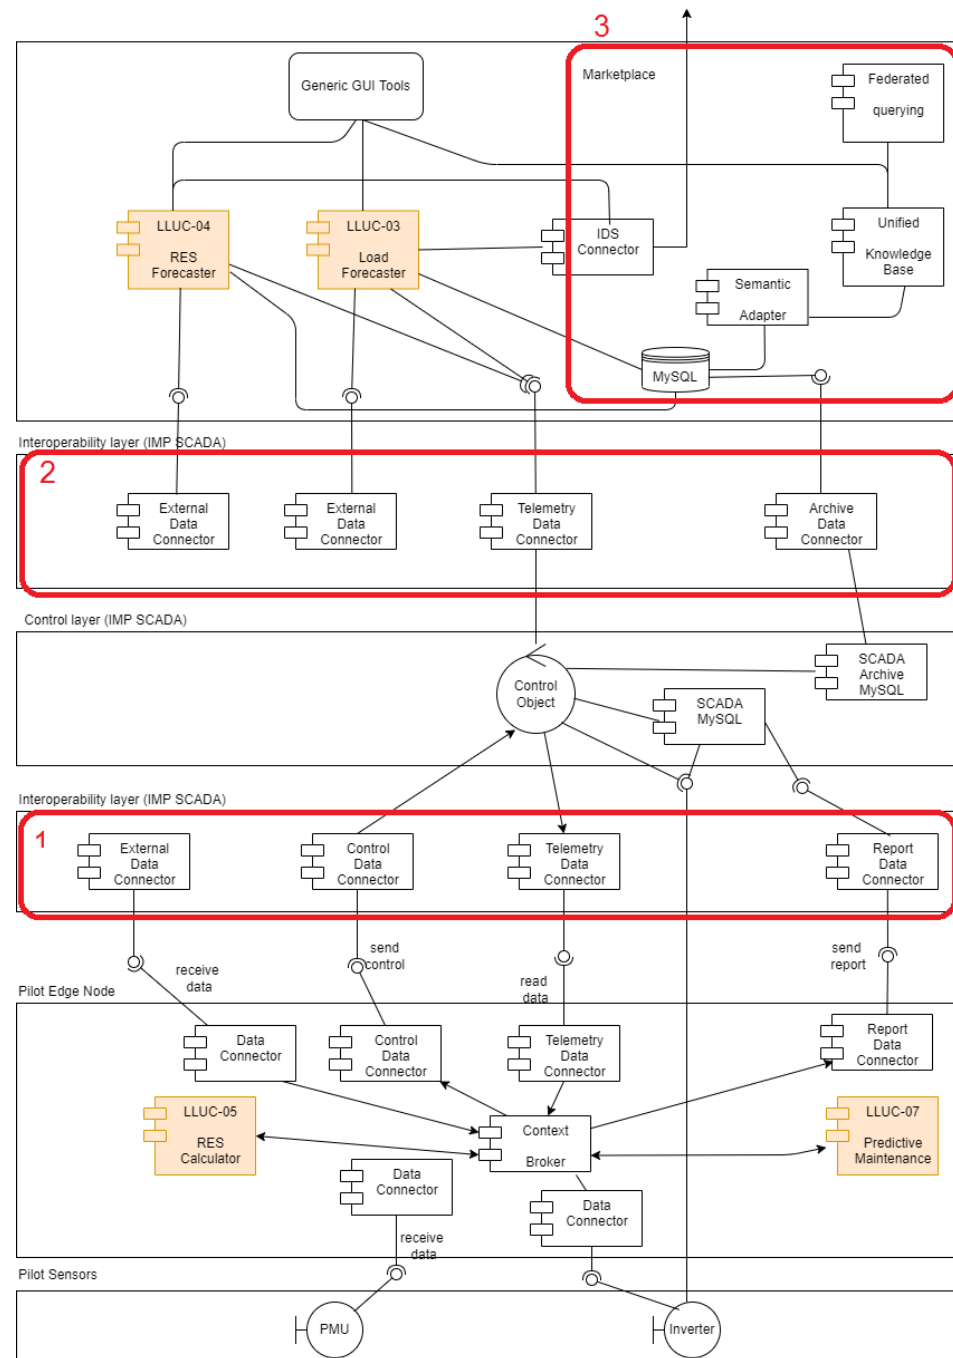 3
Marketplace
Generic GUI Tools
Federated
querying
LLUC-04
RES
Forecaster
LLUC-03
Load
Forecaster
IDS
Connector
Unified
Knowledge
Base
Semantic
Adapter
MySQL
Interoperability layer (IMP SCADA)
2
External
Data
Connector
External
Data
Connector
Telemetry
Data
Connector
Archive
Data
Connector
Control layer (IMP SCADA)
Control
Object
SCADA
MySQL
SCADA
Archive
MySQL
Interoperability layer (IMP SCADA)
1
External
Data
Connector
Control
Data
Connector
Telemetry
Data
Connector
Report
Data
Connector
receive
data
send
control
read
data
send
report
Pilot Edge Node
Data
Connector
Control
Data
Connector
Telemetry
Data
Connector
Report
Data
Connector
LLUC-05
RES
Calculator
Context
Broker
LLUC-07
Predictive
Maintenance
Data
Connector
Data
Connector
receive
data
Pilot Sensors
PMU
Inverter